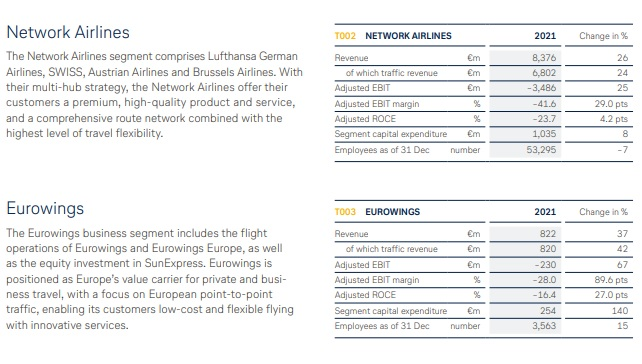 Network Airlines
The Network Airlines segment comprises Lufthansa German
Airlines, SWISS, Austrian Airlines and Brussels Airlines. With
their multi-hub strategy, the Network Airlines offer their
customers a premium, high-quality product and service,
and a comprehensive route network combined with the
highest level of travel flexibility.
T002 NETWORK AIRLINES 2021 Change in %
Revenue €m 8,376 26
of which traffic revenue €m 6,802 24
Adjusted EBIT €m –3,486 25
Adjusted EBIT margin % –41.6 29.0 pts
Adjusted ROCE % –23.7 4.2 pts
Segment capital expenditure €m 1,035 8
Employees as of 31 Dec number 53,295 –7
Eurowings
The Eurowings business segment includes the flight
operations of Eurowings and Eurowings Europe, as well
as the equity investment in SunExpress. Eurowings is
positioned as Europe's value carrier for private and busi-
ness travel, with a focus on European point-to-point
traffic, enabling its customers low-cost and flexible flying
with innovative services.
T003 EUROWINGS 2021 Change in %
Revenue €m 822 37
of which traffic revenue €m 820 42
Adjusted EBIT €m –230 67
Adjusted EBIT margin % –28.0 89.6 pts
Adjusted ROCE % –16.4 27.0 pts
Segment capital expenditure €m 254 140
Employees as of 31 Dec number 3,563 15